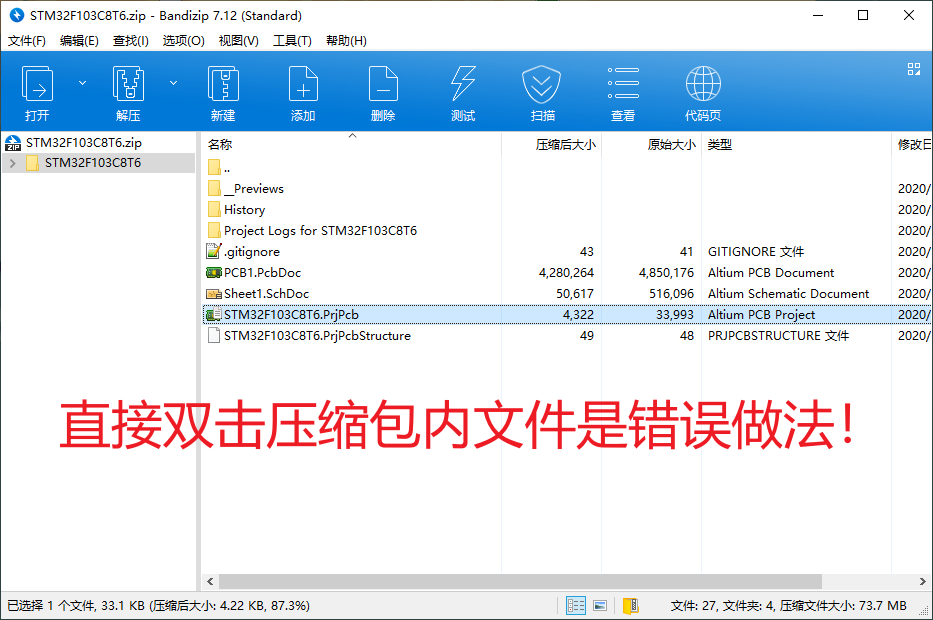 STM32F103C8T6.zip - Bandizip 7.12 (Standard)
文件(F) 编辑(E) 查找(I) 选项(O) 视图(V) 工具(T) 帮助(H)
打开 解压 新建 添加 删除 测试 扫描 查看 代码页
STM32F103C8T6.zip
STM32F103C8T6
名称 压缩后大小 原始大小 类型 修改日
..
__Previews 2020/
History 2020/
Project Logs for STM32F103C8T6 2020/
.gitignore 43 41 GITIGNORE 文件 2020/
PCB1.PcbDoc 4,280,264 4,850,176 Altium PCB Document 2020/
Sheet1.SchDoc 50,617 516,096 Altium Schematic Document 2020/
STM32F103C8T6.PrjPcb 4,322 33,993 Altium PCB Project 2020/
STM32F103C8T6.PrjPcbStructure 49 48 PRJPCBSTRUCTURE 文件 2020/
直接双击压缩包内文件是错误做法！
已选择 1 个文件, 33.1 KB (压缩后大小: 4.22 KB, 87.3%) 文件: 27, 文件夹: 4, 压缩文件大小: 73.7 MB